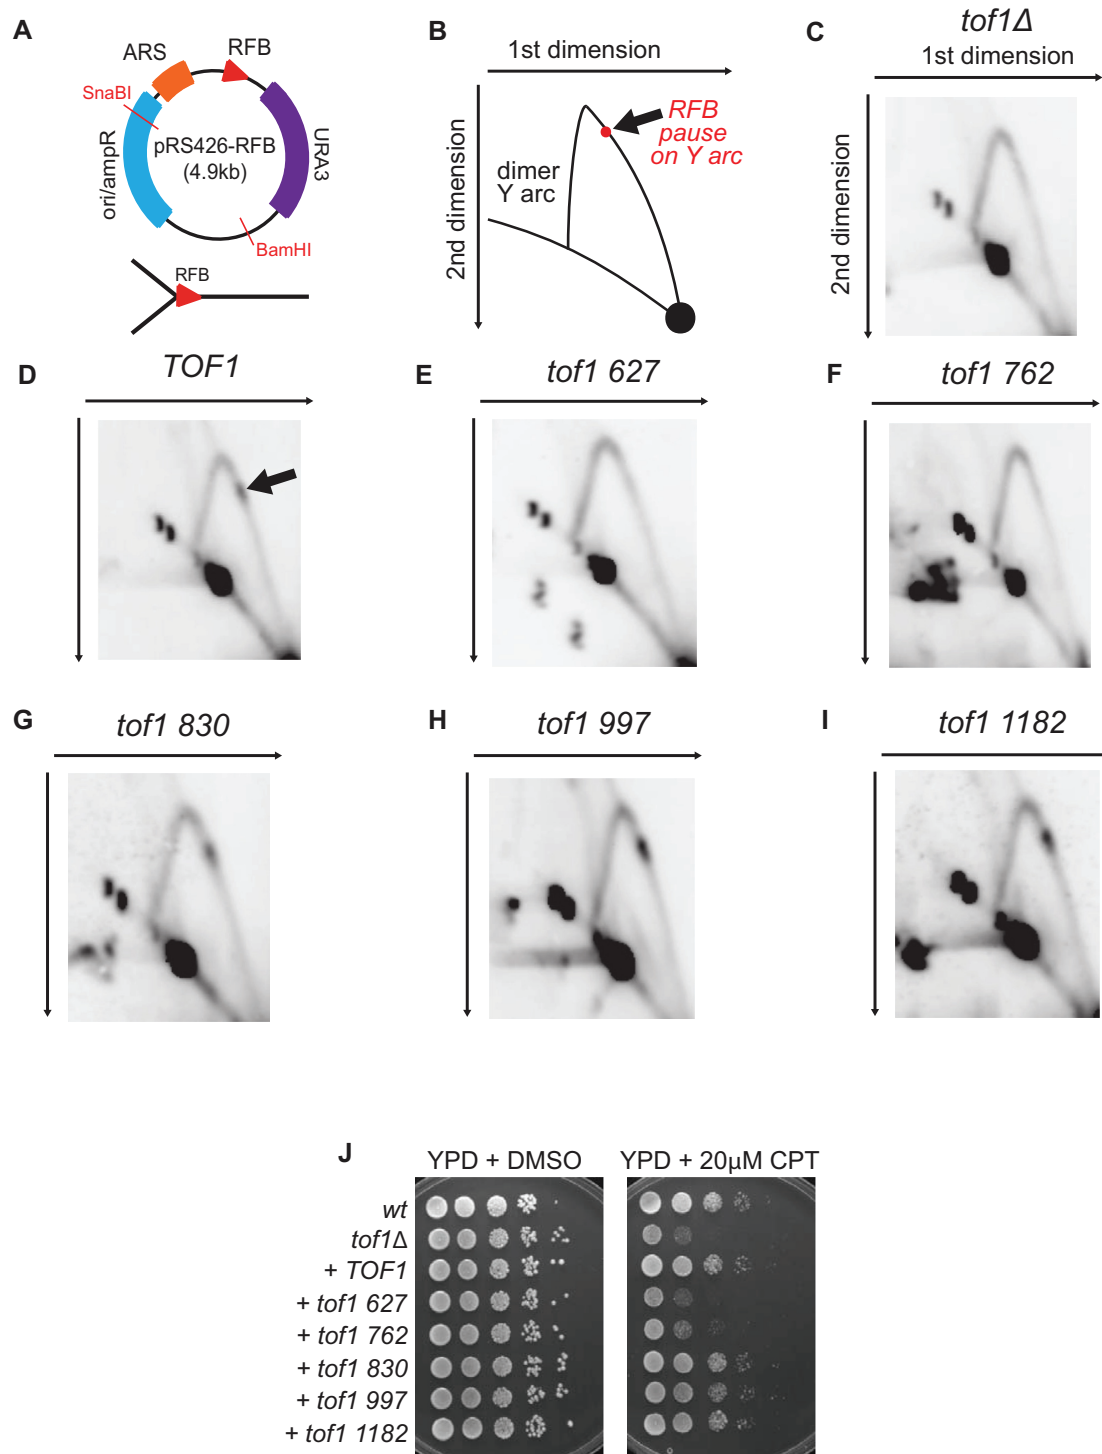 A
ARS
RFB
SnaBI
ori/ampR
pRS426-RFB
(4.9kb)
URA3
BamHI
RFB
B
1st dimension
2nd dimension
dimer
Y arc
RFB
pause
on Y arc
C
tof1Δ
1st dimension
2nd dimension
D
TOF1
E
tof1 627
F
tof1 762
G
tof1 830
H
tof1 997
I
tof1 1182
J
YPD + DMSO
YPD + 20µM CPT
wt
tof1Δ
+ TOF1
+ tof1 627
+ tof1 762
+ tof1 830
+ tof1 997
+ tof1 1182